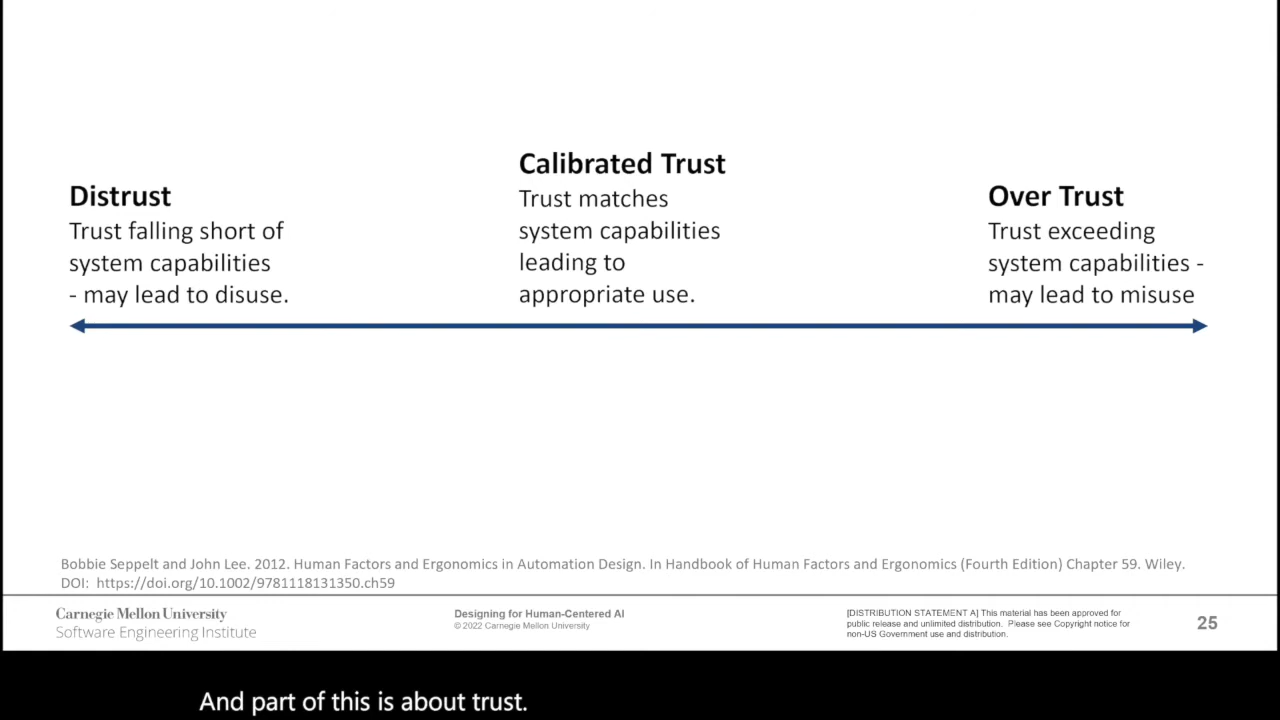 Distrust
Trust falling short of
system capabilities
- may lead to disuse.
Calibrated Trust
Trust matches
system capabilities
leading to
appropriate use.
Over Trust
Trust exceeding
system capabilities -
may lead to misuse
Bobbie Seppelt and John Lee. 2012. Human Factors and Ergonomics in Automation Design. In Handbook of Human Factors and Ergonomics (Fourth Edition) Chapter 59. Wiley.
DOI: https://doi.org/10.1002/9781118131350.ch59
Carnegie Mellon University
Software Engineering Institute
Designing for Human-Centered AI
© 2022 Carnegie Mellon University
[DISTRIBUTION STATEMENT A] This material has been approved for
public release and unlimited distribution. Please see Copyright notice for
non-US Government use and distribution.
25
And part of this is about trust.